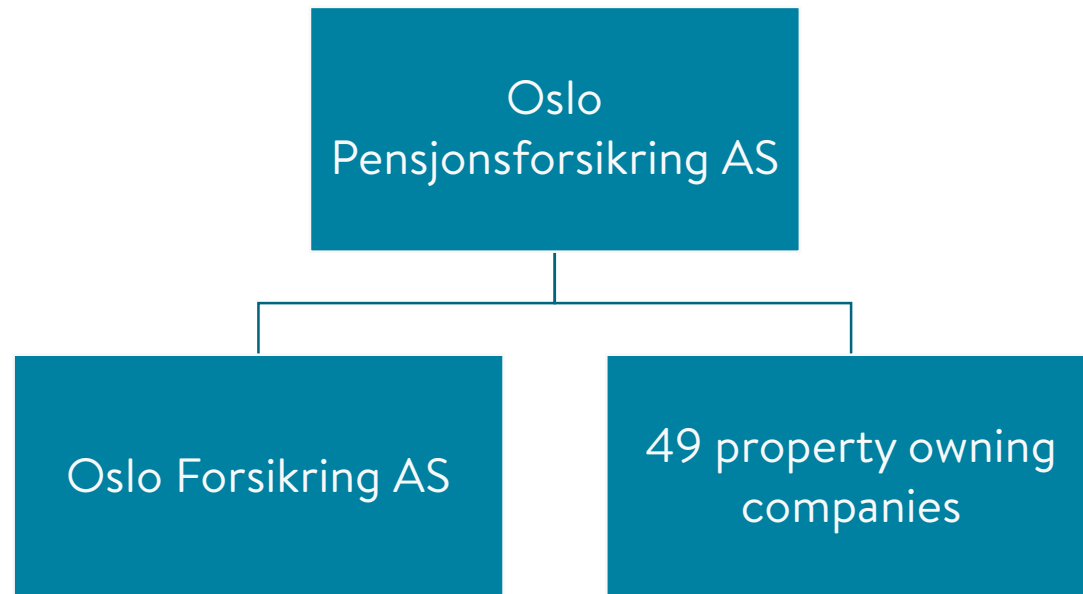 Oslo
Pensjonsforsikring AS
Oslo Forsikring AS
49 property owning
companies